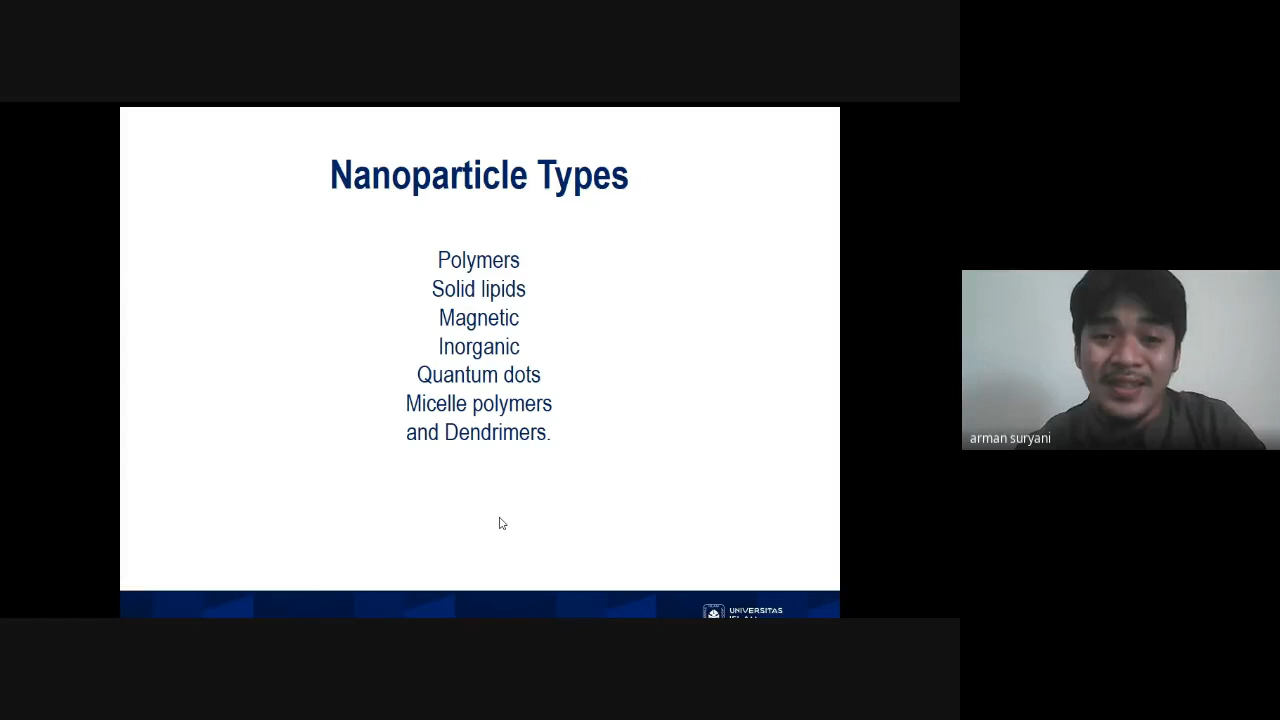 Nanoparticle Types
Polymers
Solid lipids
Magnetic
Inorganic
Quantum dots
Micelle polymers
and Dendrimers.
arman suryani
UNIVERSITAS